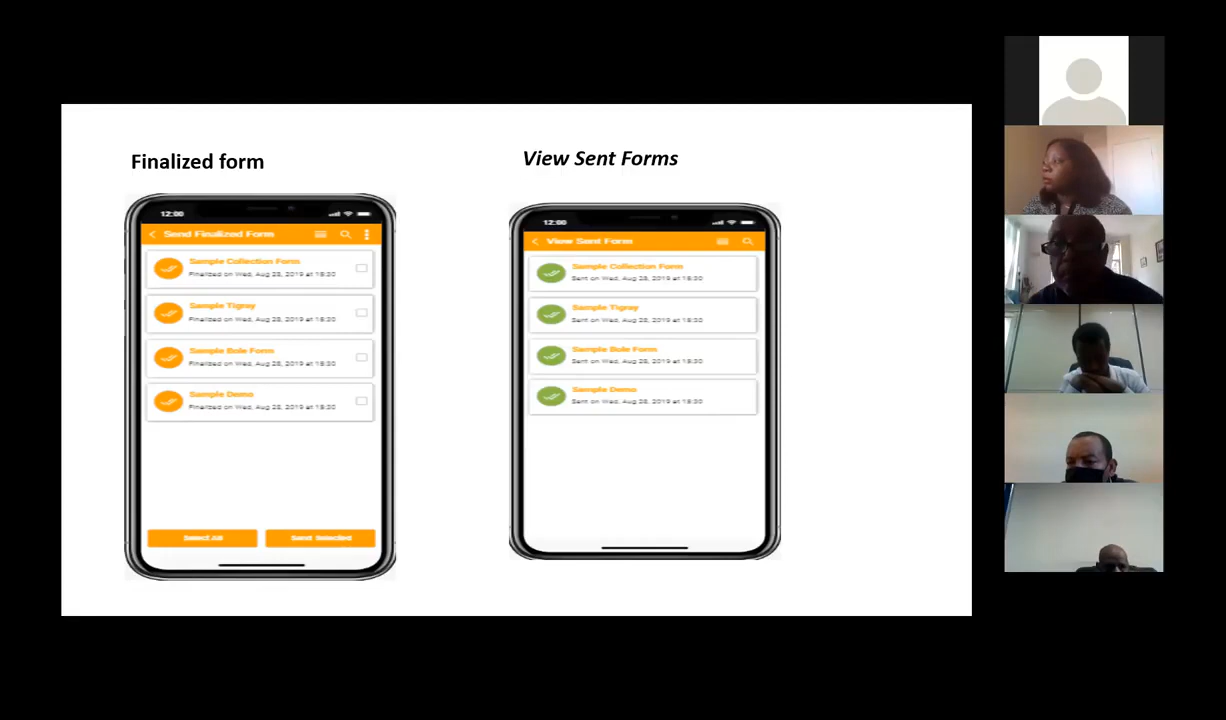 Finalized form
View Sent Forms
12:00
Send Finalized Form
Sample Collection Form
Finalized on Wed, Aug 28, 2019 at 18:30
Sample Tigray
Finalized on Wed, Aug 28, 2019 at 18:30
Sample Bole Form
Finalized on Wed, Aug 28, 2019 at 18:30
Sample Demo
Finalized on Wed, Aug 28, 2019 at 18:30
Select All
Send Selected
12:00
View Sent Form
Sample Collection Form
Sent on Wed, Aug 28, 2019 at 18:30
Sample Tigray
Sent on Wed, Aug 28, 2019 at 18:30
Sample Bole Form
Sent on Wed, Aug 28, 2019 at 18:30
Sample Demo
Sent on Wed, Aug 28, 2019 at 18:30